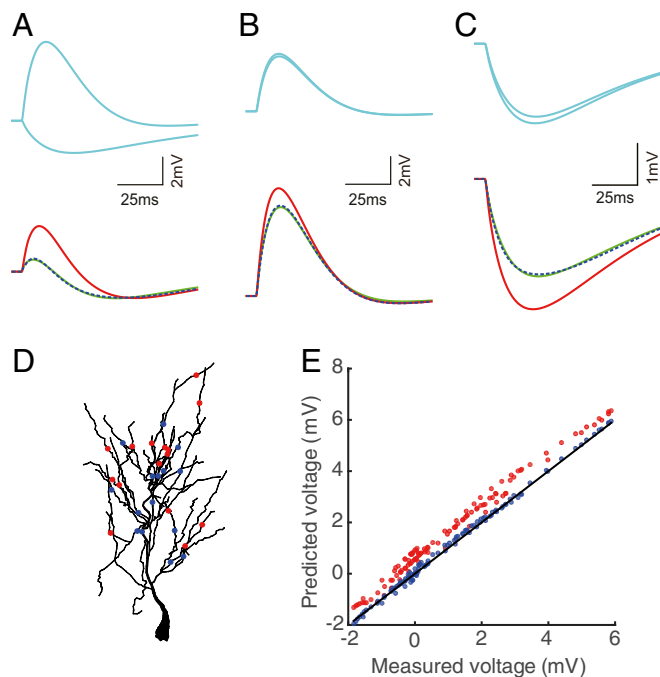 A
B
C
2mV
25ms
2mV
25ms
1mV
25ms
D
E
8
6
4
2
0
-2
Predicted voltage (mV)
-2
0
2
4
6
Measured voltage (mV)